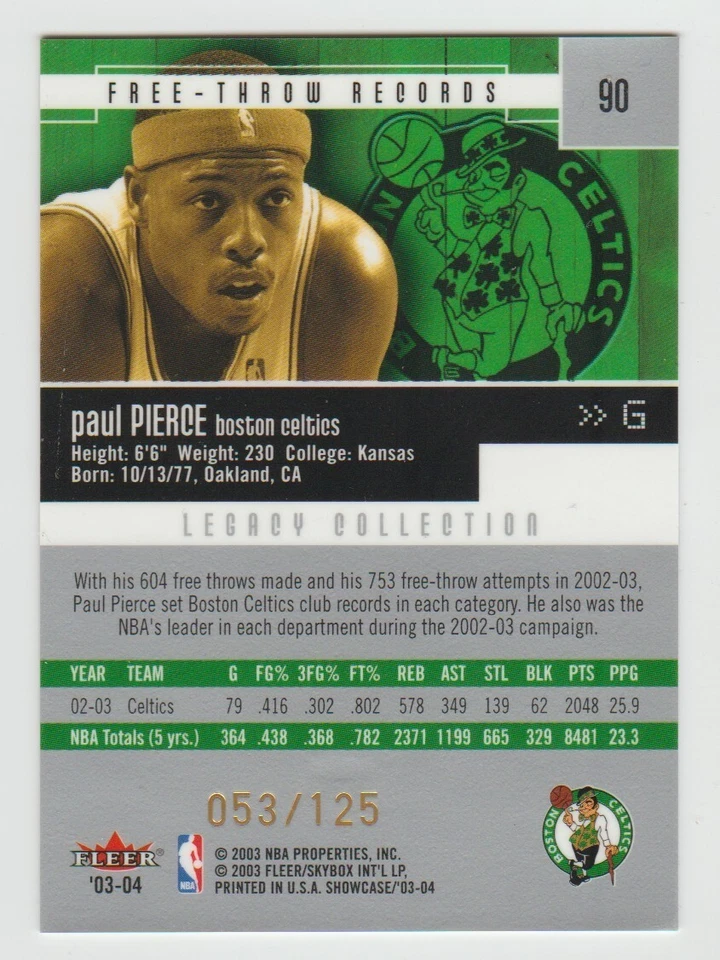 FREE-THROW RECORDS
90
CELTICS
paul PIERCE boston celtics
>> G
Height: 6'6" Weight: 230 College: Kansas
Born: 10/13/77, Oakland, CA
LEGACY COLLECTION
With his 604 free throws made and his 753 free-throw attempts in 2002-03,
Paul Pierce set Boston Celtics club records in each category. He also was the
NBA's leader in each department during the 2002-03 campaign.
YEAR TEAM G FG% 3FG% FT% REB AST STL BLK PTS PPG
02-03 Celtics 79 .416 .302 .802 578 349 139 62 2048 25.9
NBA Totals (5 yrs.) 364 .438 .368 .782 2371 1199 665 329 8481 23.3
053/125
FLEER
'03-04
NBA
© 2003 NBA PROPERTIES, INC.
© 2003 FLEER/SKYBOX INT'L LP,
PRINTED IN U.S.A. SHOWCASE/'03-04
BOSTON CELTICS